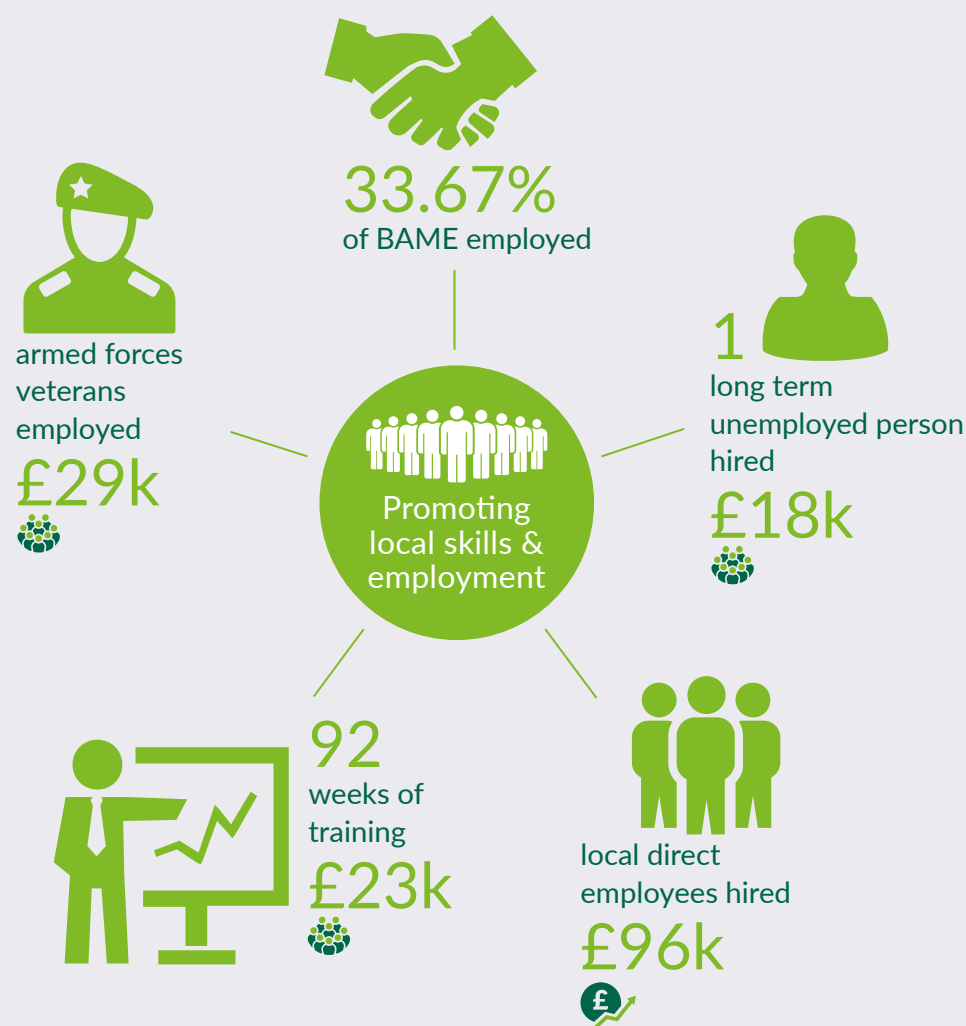 33.67%
of BAME employed
armed forces
veterans
employed
£29k
1
long term
unemployed person
hired
£18k
Promoting
local skills &
employment
92
weeks of
training
£23k
local direct
employees hired
£96k
£